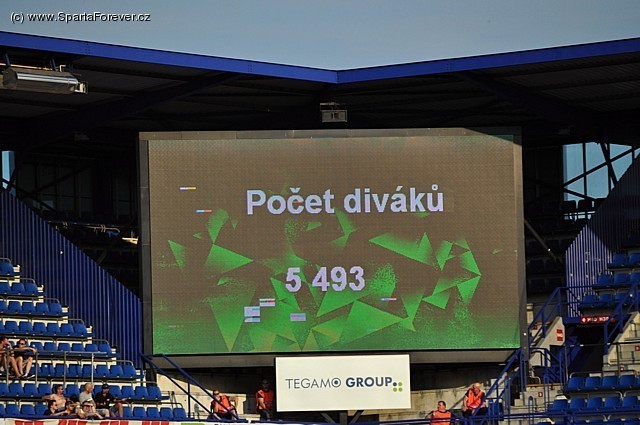 (c) www.SpartaForever.cz
Počet diváků
5 493
TEGAMO GROUP